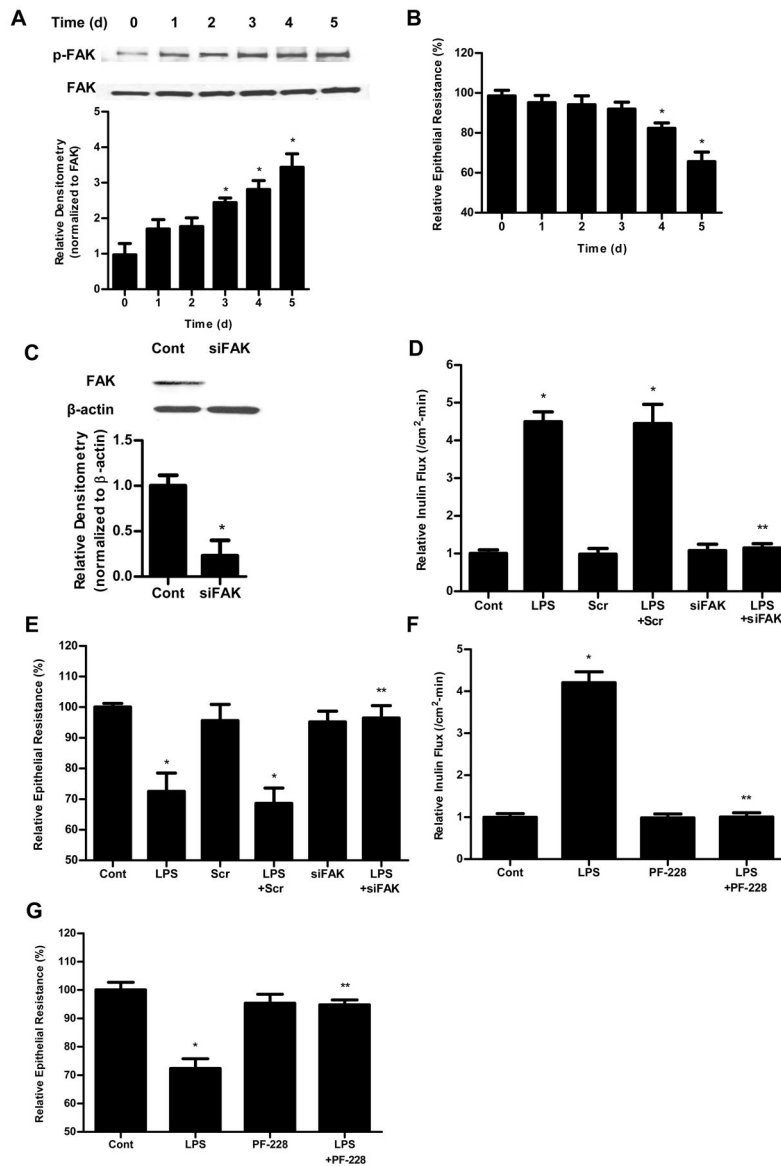 A
Time (d) 0 1 2 3 4 5
p-FAK
FAK
Relative Densitometry
(normalized to FAK)
5
4
3
2
1
0
* * *
0 1 2 3 4 5
Time (d)
B
Relative Epithelial Resistance (%)
120
100
80
60
40
* *
0 1 2 3 4 5
Time (d)
C
Cont siFAK
FAK
β-actin
Relative Densitometry
(normalized to β-actin)
1.5
1.0
0.5
0.0
*
Cont siFAK
D
Relative Inulin Flux (/cm²-min)
6
5
4
3
2
1
0
* * **
Cont LPS Scr LPS +Scr siFAK LPS +siFAK
E
Relative Epithelial Resistance (%)
120
110
100
90
80
70
60
50
* * **
Cont LPS Scr LPS +Scr siFAK LPS +siFAK
F
Relative Inulin Flux (/cm²-min)
5
4
3
2
1
0
* **
Cont LPS PF-228 LPS +PF-228
G
Relative Epithelial Resistance (%)
120
110
100
90
80
70
60
50
* **
Cont LPS PF-228 LPS +PF-228